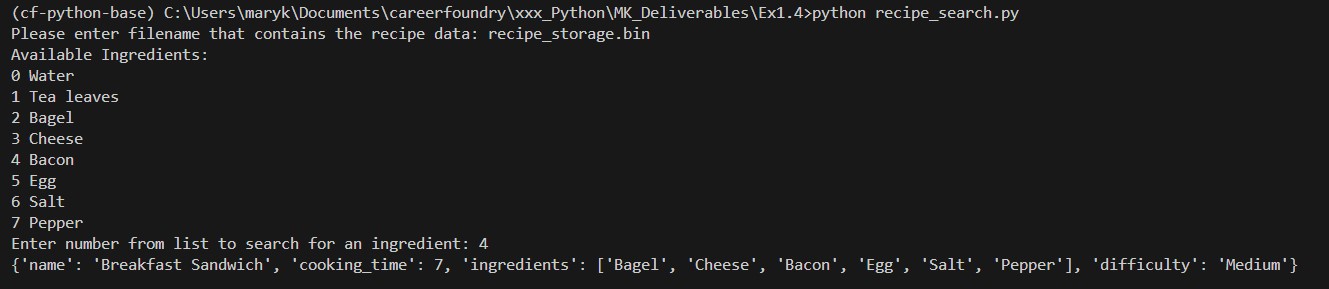 (cf-python-base) C:\Users\maryk\Documents\careerfoundry\xxx_Python\MK_Deliverables\Ex1.4>python recipe_search.py
Please enter filename that contains the recipe data: recipe_storage.bin
Available Ingredients:
0 Water
1 Tea leaves
2 Bagel
3 Cheese
4 Bacon
5 Egg
6 Salt
7 Pepper
Enter number from list to search for an ingredient: 4
{'name': 'Breakfast Sandwich', 'cooking_time': 7, 'ingredients': ['Bagel', 'Cheese', 'Bacon', 'Egg', 'Salt', 'Pepper'], 'difficulty': 'Medium'}